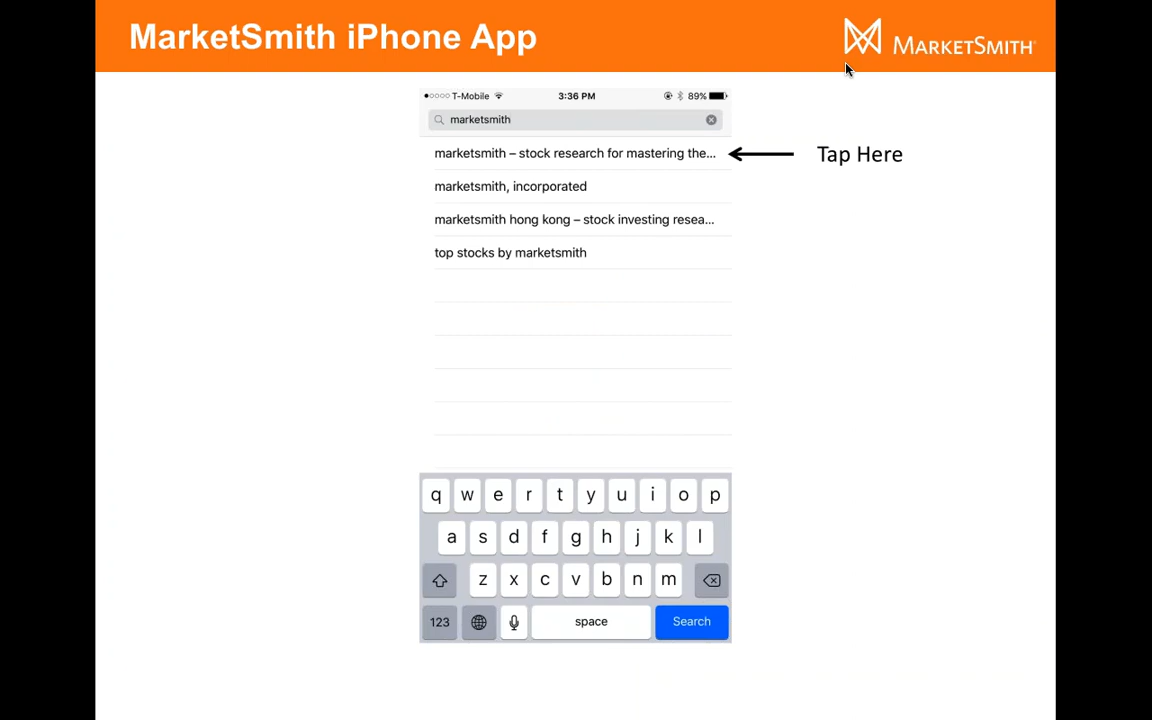 MarketSmith iPhone App
MARKETSMITH
T-Mobile 3:36 PM 89%
marketsmith
marketsmith – stock research for mastering the...
Tap Here
marketsmith, incorporated
marketsmith hong kong – stock investing resea...
top stocks by marketsmith
q w e r t y u i o p
a s d f g h j k l
z x c v b n m
123 space Search